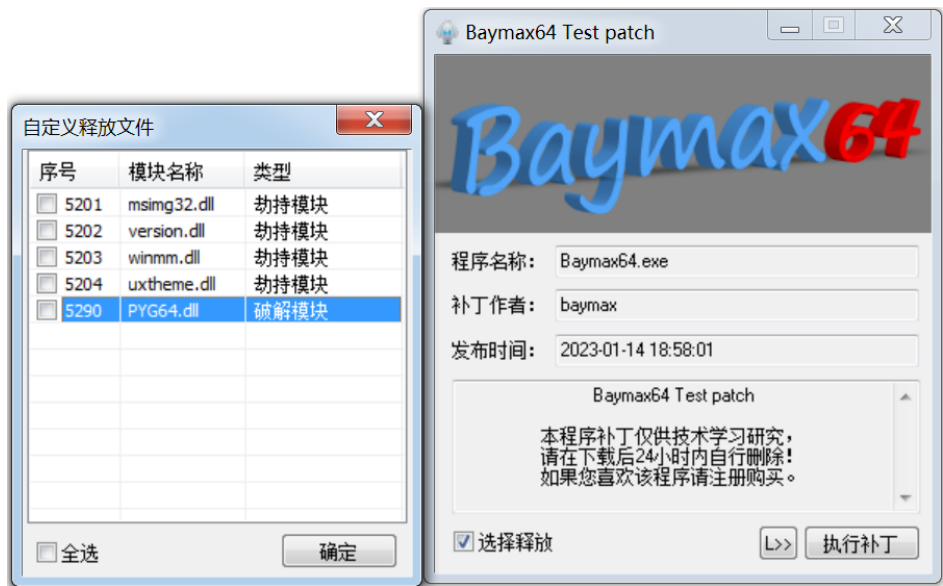 自定义释放文件
序号 模块名称 类型
5201 msimg32.dll 劫持模块
5202 version.dll 劫持模块
5203 winmm.dll 劫持模块
5204 uxtheme.dll 劫持模块
5290 PYG64.dll 破解模块
全选 确定
Baymax64 Test patch
Baymax64
程序名称: Baymax64.exe
补丁作者: baymax
发布时间: 2023-01-14 18:58:01
Baymax64 Test patch
本程序补丁仅供技术学习研究，
请在下载后24小时内自行删除!
如果您喜欢该程序请注册购买。
选择释放 L>> 执行补丁